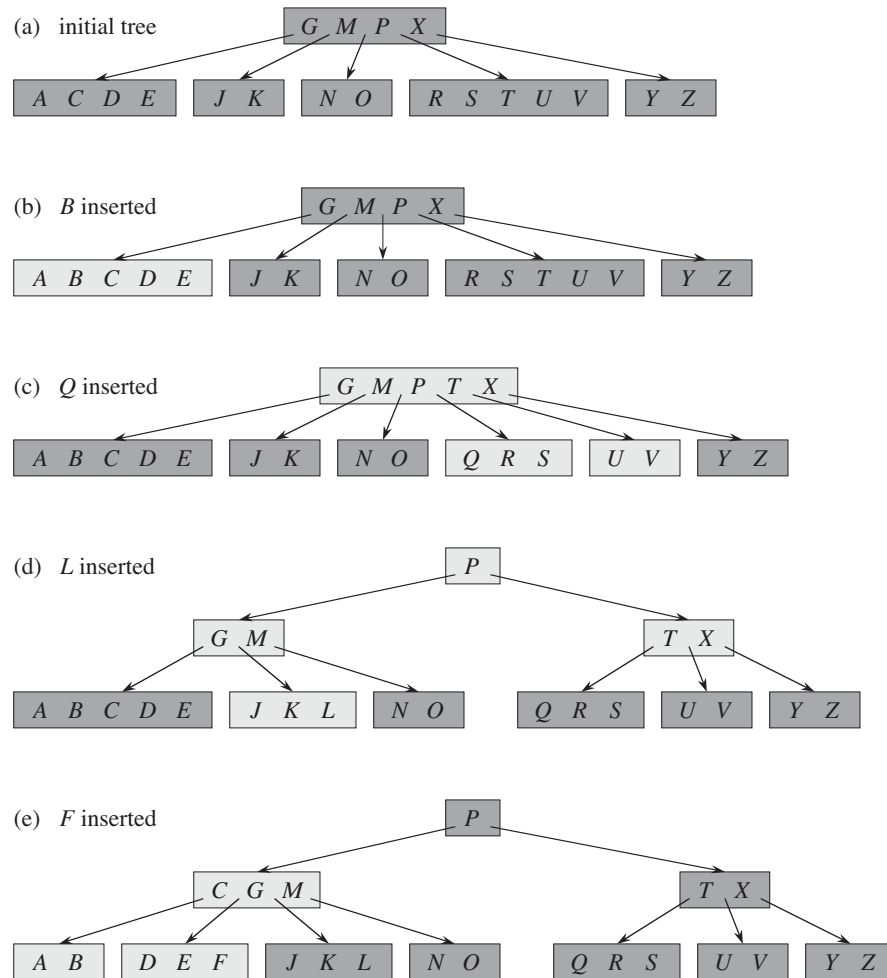 (a) initial tree
G M P X
A C D E J K N O R S T U V Y Z
(b) B inserted
G M P X
A B C D E J K N O R S T U V Y Z
(c) Q inserted
G M P T X
A B C D E J K N O Q R S U V Y Z
(d) L inserted
P
G M T X
A B C D E J K L N O Q R S U V Y Z
(e) F inserted
P
C G M T X
A B D E F J K L N O Q R S U V Y Z